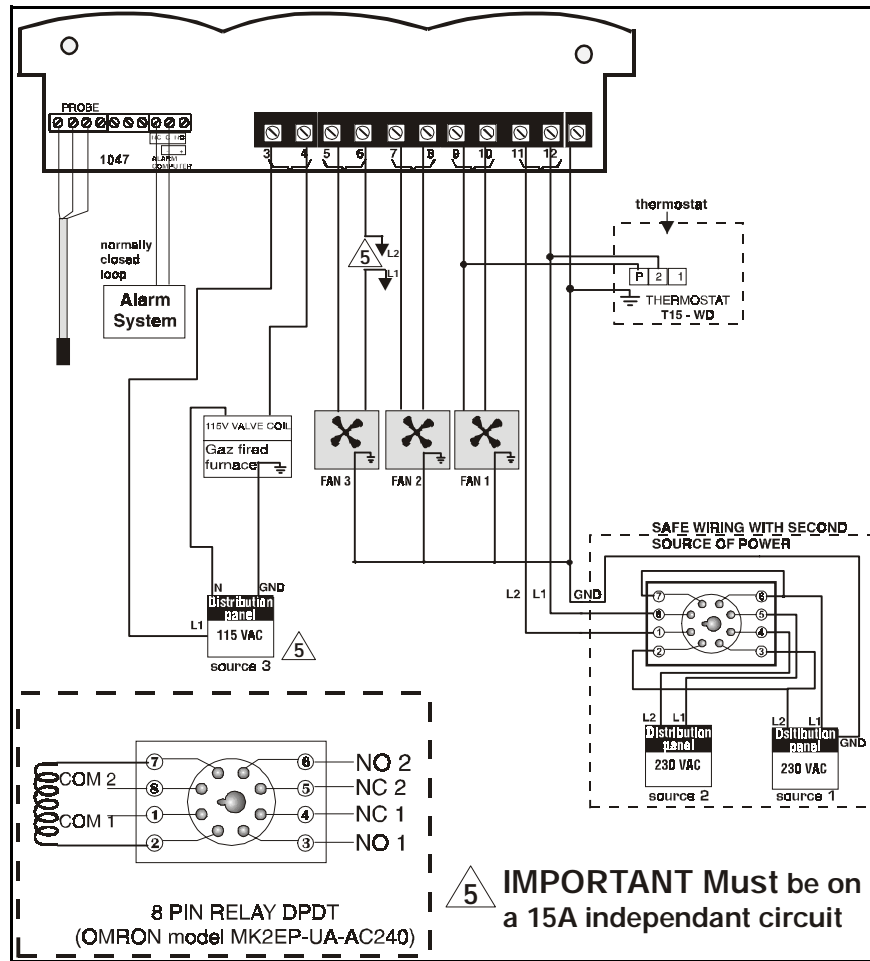 PROBE
1047
NC C NO
ALARM
COMPUTER
3 4 5 6 7 8 9 10 11 12
normally
closed
loop
Alarm
System
5
L2
L1
thermostat
P 2 1
THERMOSTAT
T15 - WD
115V VALVE COIL
Gaz fired
furnace
FAN 3
FAN 2
FAN 1
N
GND
L1
Distribution
panel
115 VAC
source 3
5
SAFE WIRING WITH SECOND
SOURCE OF POWER
L2 L1 GND
7 6
8 5
1 4
2 3
L2 L1
Distribution
panel
230 VAC
source 2
L2 L1
GND
Dsitibution
panel
230 VAC
source 1
7 6 NO 2
COM 2 8 5 NC 2
COM 1 1 4 NC 1
2 3 NO 1
8 PIN RELAY DPDT
(OMRON model MK2EP-UA-AC240)
5 IMPORTANT Must be on
a 15A independant circuit